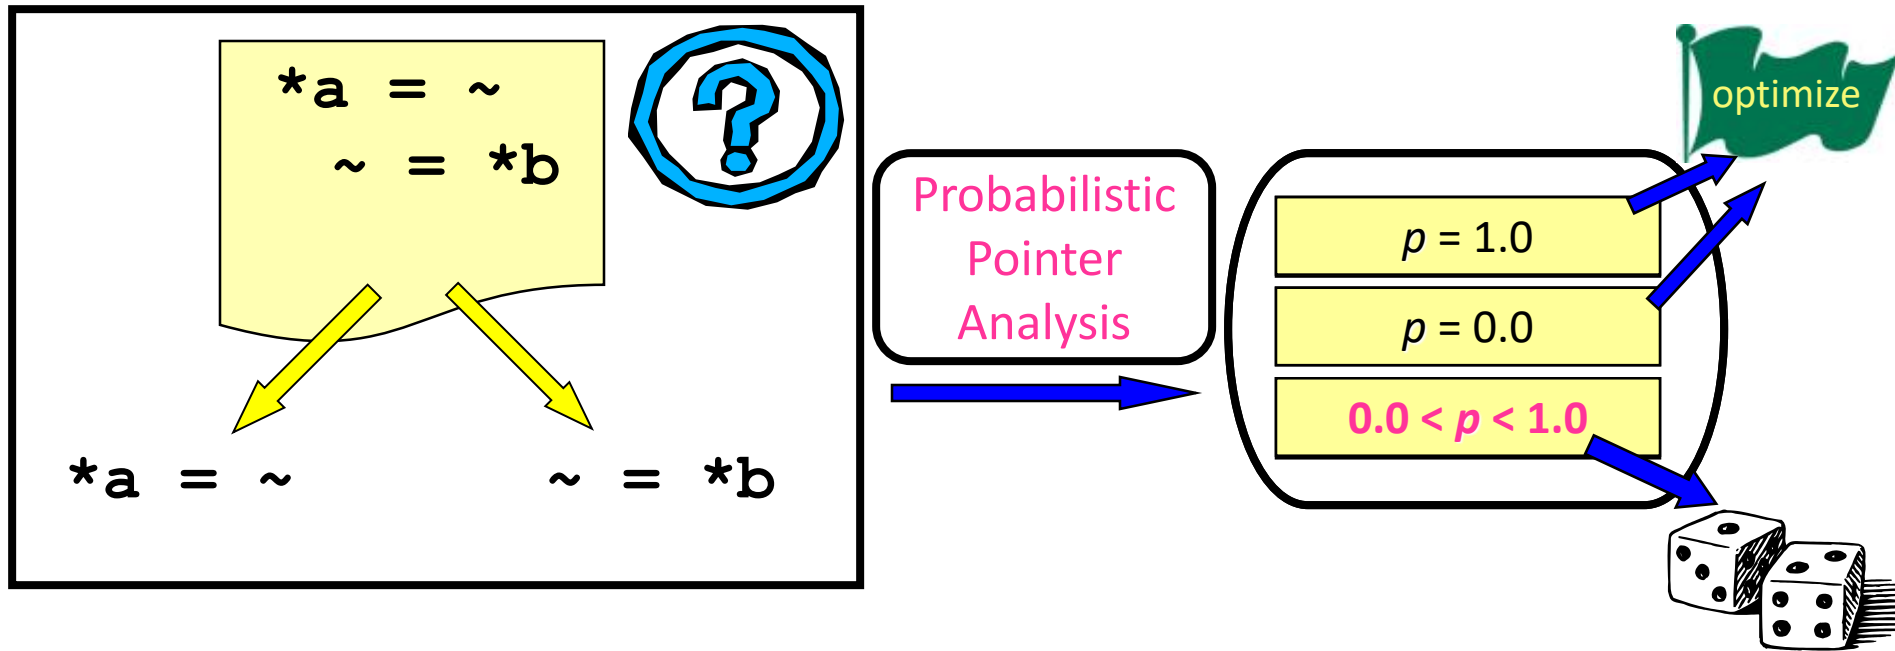 *a = ~
~ = *b
*a = ~
~ = *b
Probabilistic
Pointer
Analysis
p = 1.0
p = 0.0
0.0 < p < 1.0
optimize